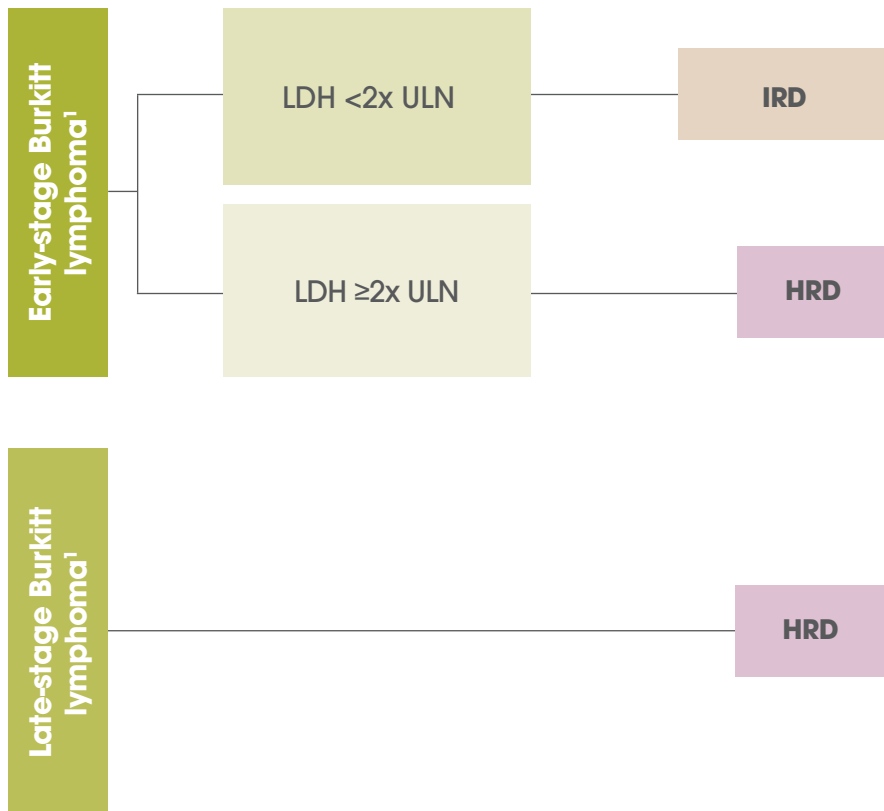 Early-stage Burkitt
lymphoma¹
LDH <2x ULN
IRD
LDH ≥2x ULN
HRD
Late-stage Burkitt
lymphoma¹
HRD